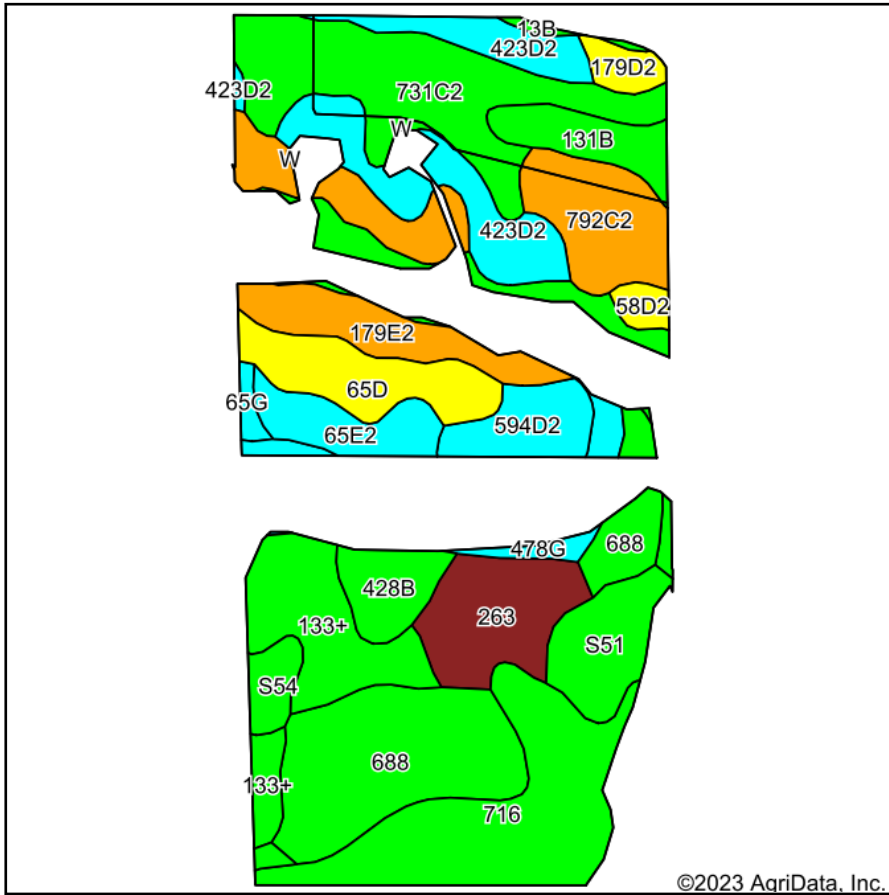 13B
423D2
179D2
423D2
731C2
W
131B
W
792C2
423D2
58D2
179E2
65D
65G
594D2
65E2
478G
688
428B
263
133+
S51
S54
688
133+
716
©2023 AgriData, Inc.